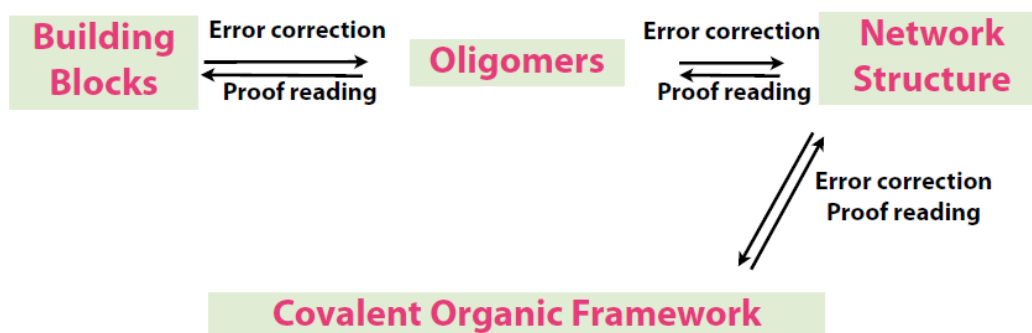 Building
Blocks
Error correction
Proof reading
Oligomers
Error correction
Proof reading
Network
Structure
Error correction
Proof reading
Covalent Organic Framework